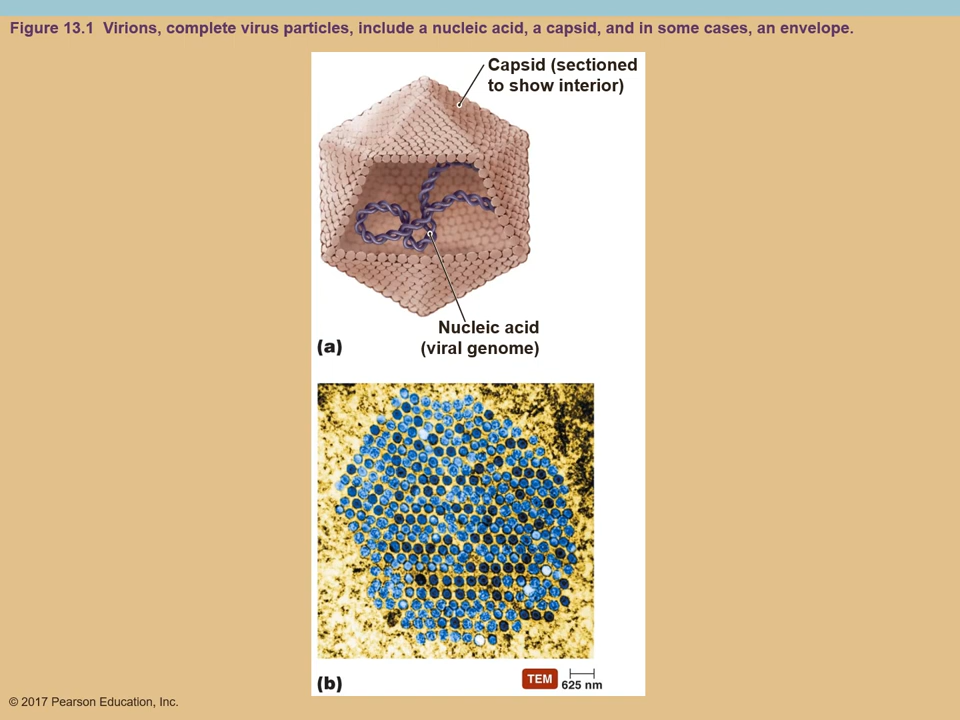 Figure 13.1 Virions, complete virus particles, include a nucleic acid, a capsid, and in some cases, an envelope.
Capsid (sectioned
to show interior)
Nucleic acid
(viral genome)
(a)
(b)
TEM
625 nm
© 2017 Pearson Education, Inc.